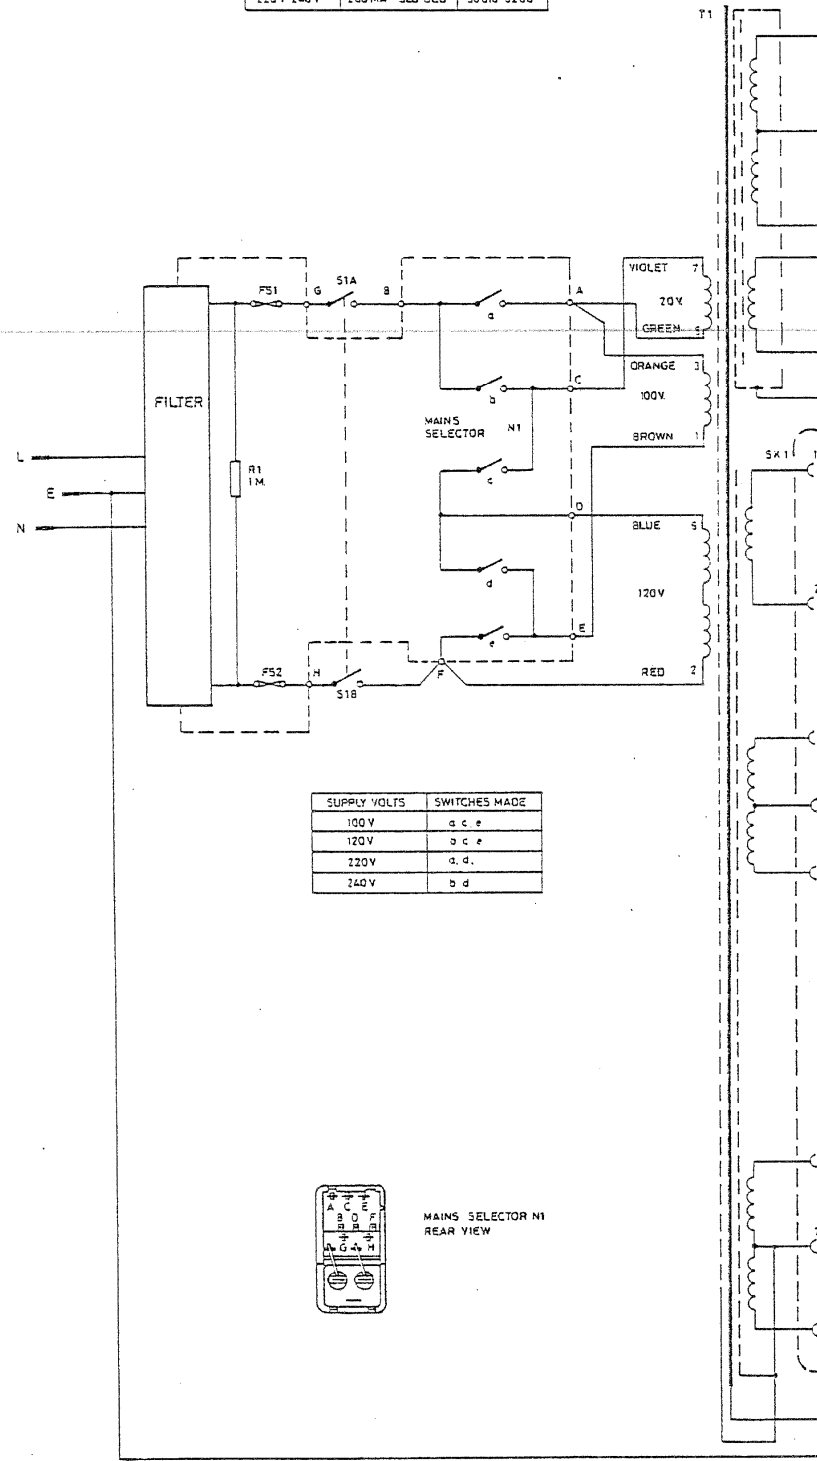 T1
VIOLET 7
20V.
GREEN
ORANGE 3
100V.
BROWN 1
FS1 G S1A B A
a
FILTER
b C
MAINS
SELECTOR N1
SK1 1
L
R1
1M.
c
E
D
BLUE
N
d
120V
e E
FS2 H
F
RED 2
S1B
SUPPLY VOLTS SWITCHES MADE
100V a c e
120V b c e
220V a. d.
240V b d
MAINS SELECTOR N1
REAR VIEW
A C E
B D F
G H